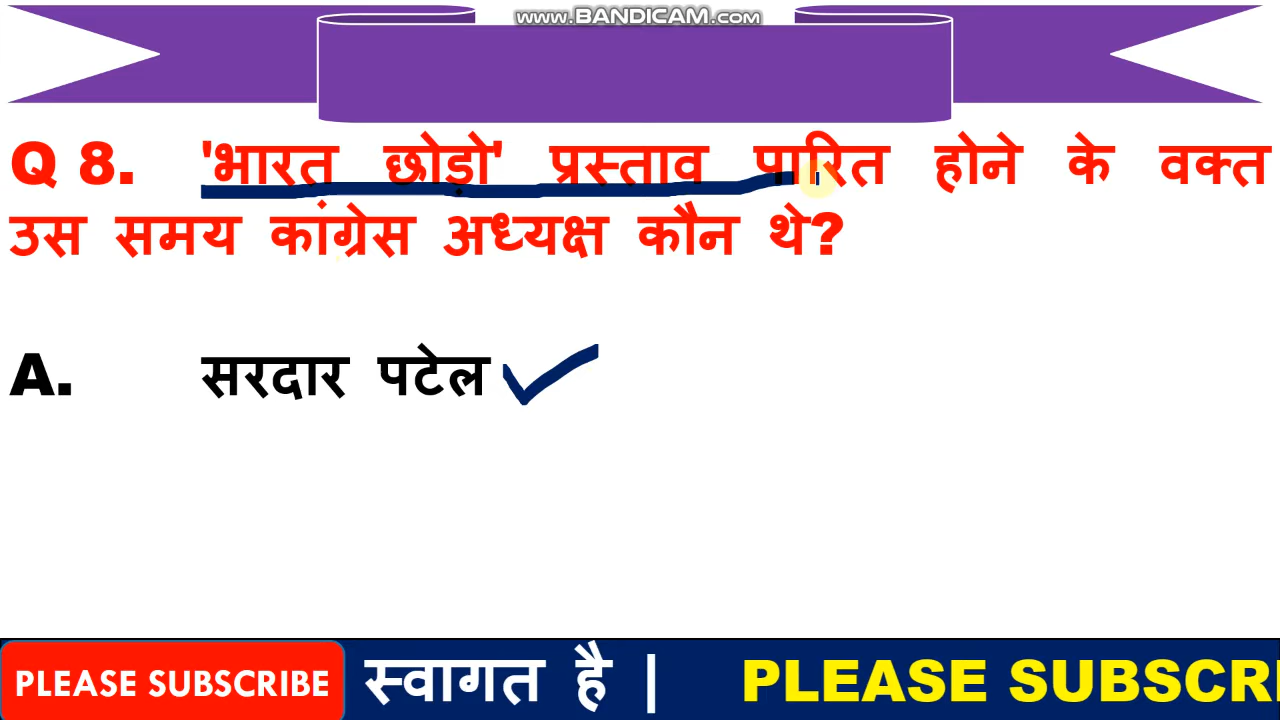 www.BANDICAM.com
Q 8. 'भारत छोडो' प्रस्ताव पारित होने के वक्त
उस समय कांग्रेस अध्यक्ष कौन थे?
A. सरदार पटेल
PLEASE SUBSCRIBE स्वागत है | PLEASE SUBSCRI